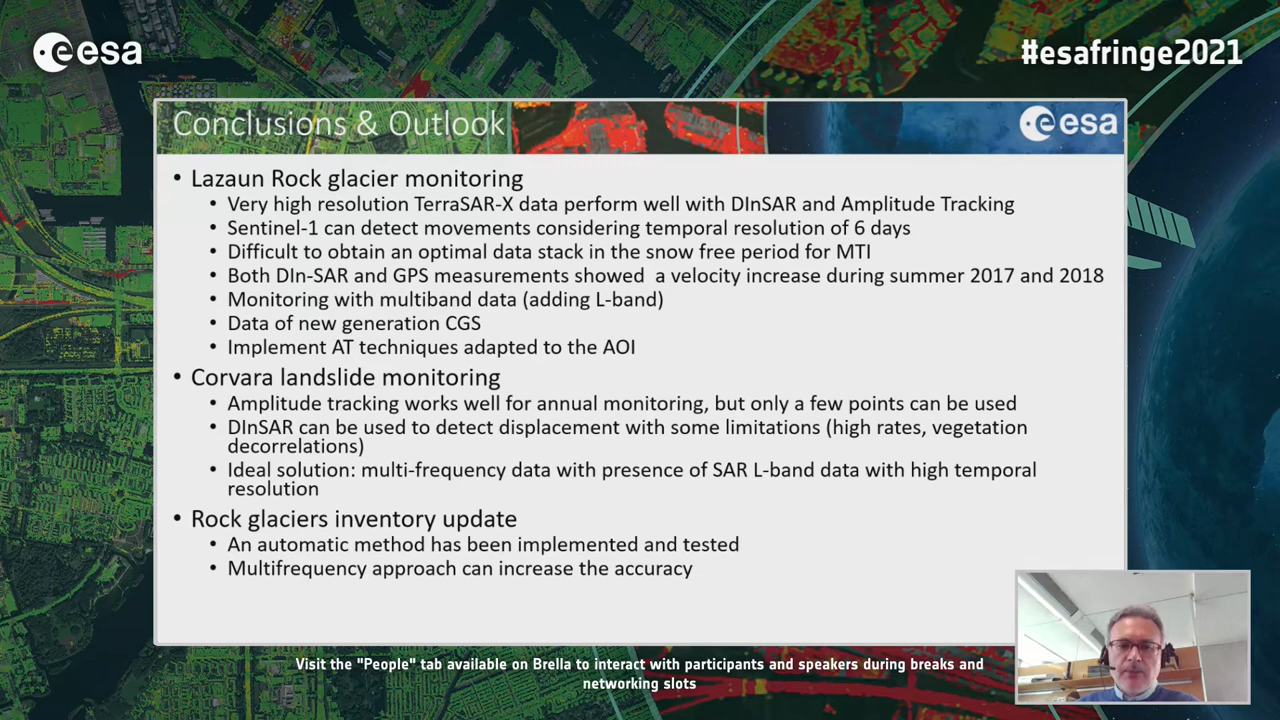 esa
#esafringe2021
Conclusions & Outlook
esa
• Lazaun Rock glacier monitoring
• Very high resolution TerraSAR-X data perform well with DInSAR and Amplitude Tracking
• Sentinel-1 can detect movements considering temporal resolution of 6 days
• Difficult to obtain an optimal data stack in the snow free period for MTI
• Both DIn-SAR and GPS measurements showed  a velocity increase during summer 2017 and 2018
• Monitoring with multiband data (adding L-band)
• Data of new generation CGS
• Implement AT techniques adapted to the AOI
• Corvara landslide monitoring
• Amplitude tracking works well for annual monitoring, but only a few points can be used
• DInSAR can be used to detect displacement with some limitations (high rates, vegetation
decorrelations)
• Ideal solution: multi-frequency data with presence of SAR L-band data with high temporal
resolution
• Rock glaciers inventory update
• An automatic method has been implemented and tested
• Multifrequency approach can increase the accuracy
Visit the "People" tab available on Brella to interact with participants and speakers during breaks and
networking slots